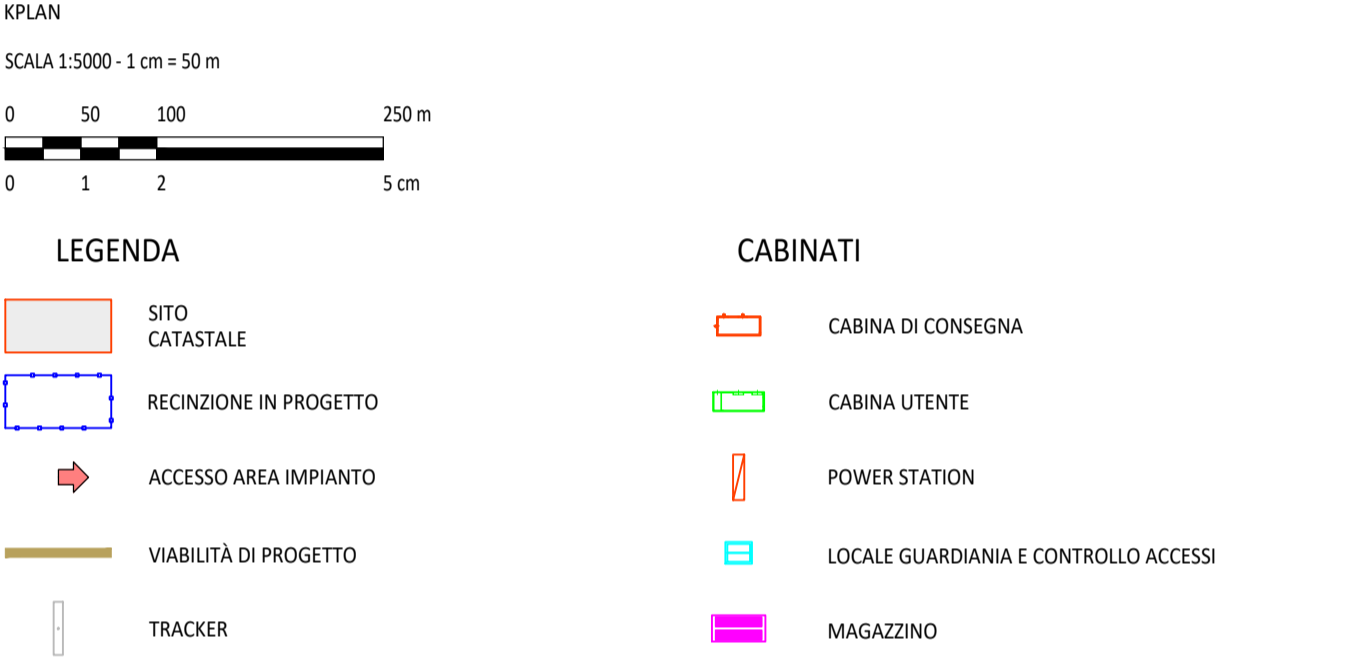 KPLAN
SCALA 1:5000 - 1 cm = 50 m
0 50 100 250 m
0 1 2 5 cm
LEGENDA
SITO
CATASTALE
RECINZIONE IN PROGETTO
ACCESSO AREA IMPIANTO
VIABILITÀ DI PROGETTO
TRACKER
CABINATI
CABINA DI CONSEGNA
CABINA UTENTE
POWER STATION
LOCALE GUARDIANIA E CONTROLLO ACCESSI
MAGAZZINO